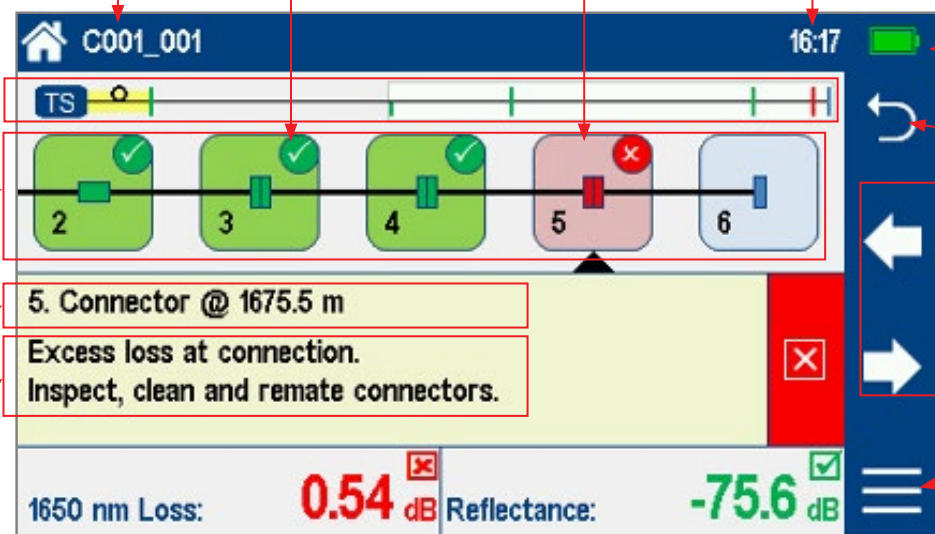 C001_001
16:17
TS
2
3
4
5
6
5. Connector @ 1675.5 m
Excess loss at connection.
Inspect, clean and remate connectors.
1650 nm Loss: 0.54 dB
Reflectance: -75.6 dB